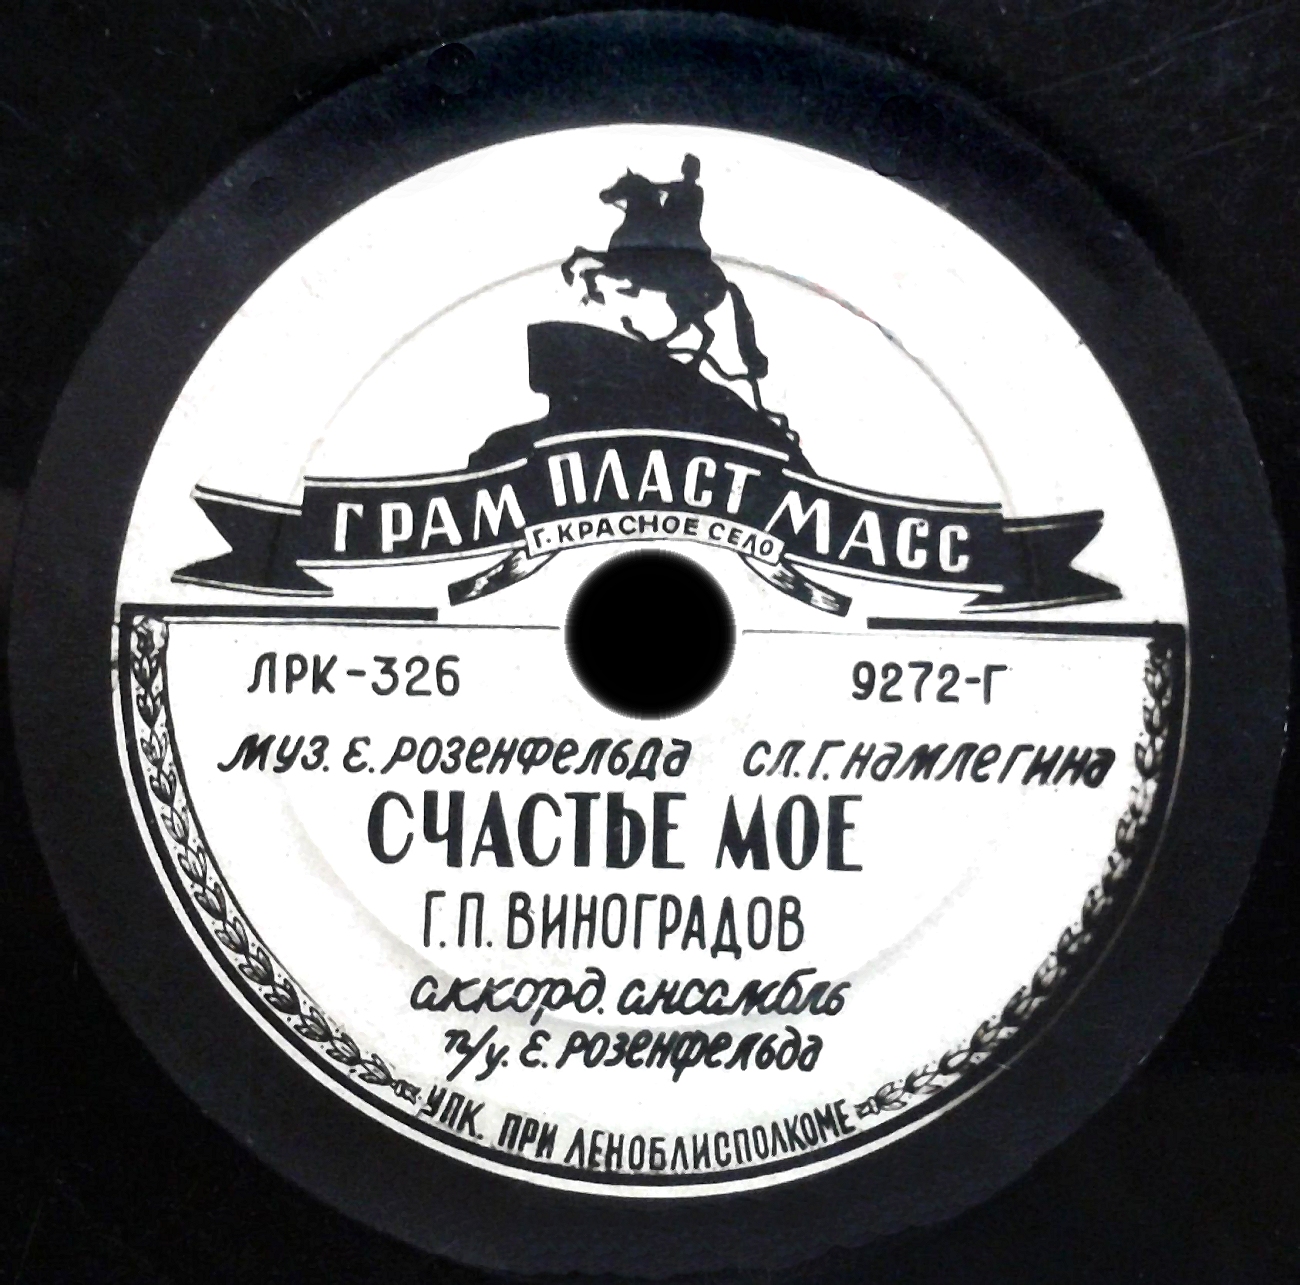 ГРАМ ПЛАСТ МАСС
Г. КРАСНОЕ СЕЛО
ЛРК-326 9272-Г
муз. Е. Розенфельда сл. Г. Намлегина
СЧАСТЬЕ МОЕ
Г. П. ВИНОГРАДОВ
аккорд. ансамбль
п/у. Е. Розенфельда
УПК. ПРИ ЛЕНОБЛИСПОЛКОМЕ